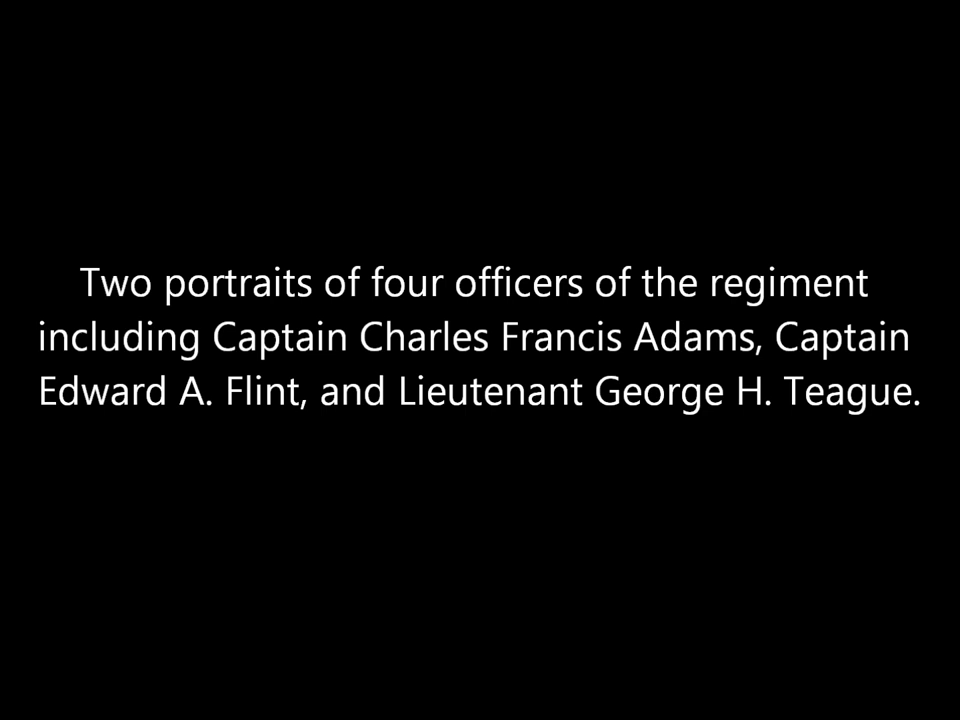 Two portraits of four officers of the regiment
including Captain Charles Francis Adams, Captain
Edward A. Flint, and Lieutenant George H. Teague.